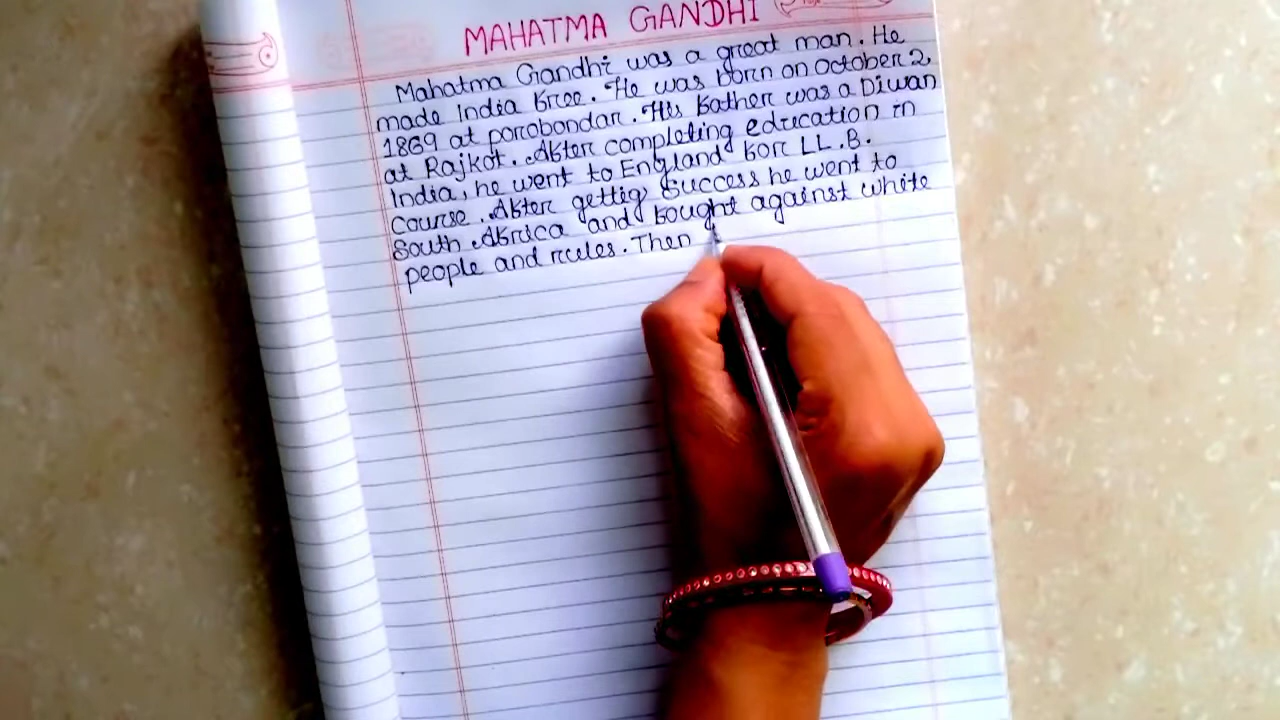 MAHATMA GANDHI
Mahatma Gandhi was a great man. He
made India free. He was born on October 2,
1869 at porobondar. His father was a Diwan
at Rajkot. After completing education in
India, he went to England for LL.B.
course. After gettig success he went to
South Africa and fought against white
people and rules. Then